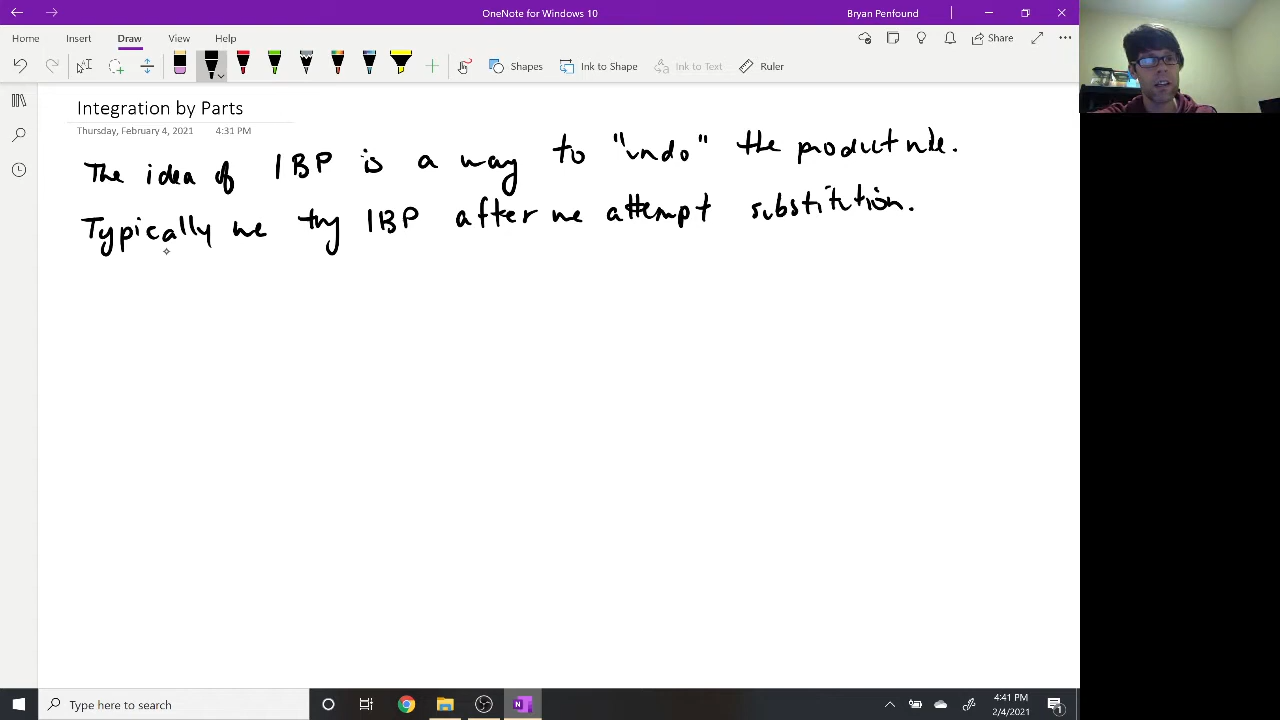 OneNote for Windows 10
Bryan Penfound
Home Insert Draw View Help
Share
Shapes Ink to Shape Ink to Text Ruler
Integration by Parts
Thursday, February 4, 2021 4:31 PM
The idea of IBP is a way to "undo" the product rule.
Typically we try IBP after we attempt substitution.
Type here to search
4:41 PM
2/4/2021
1